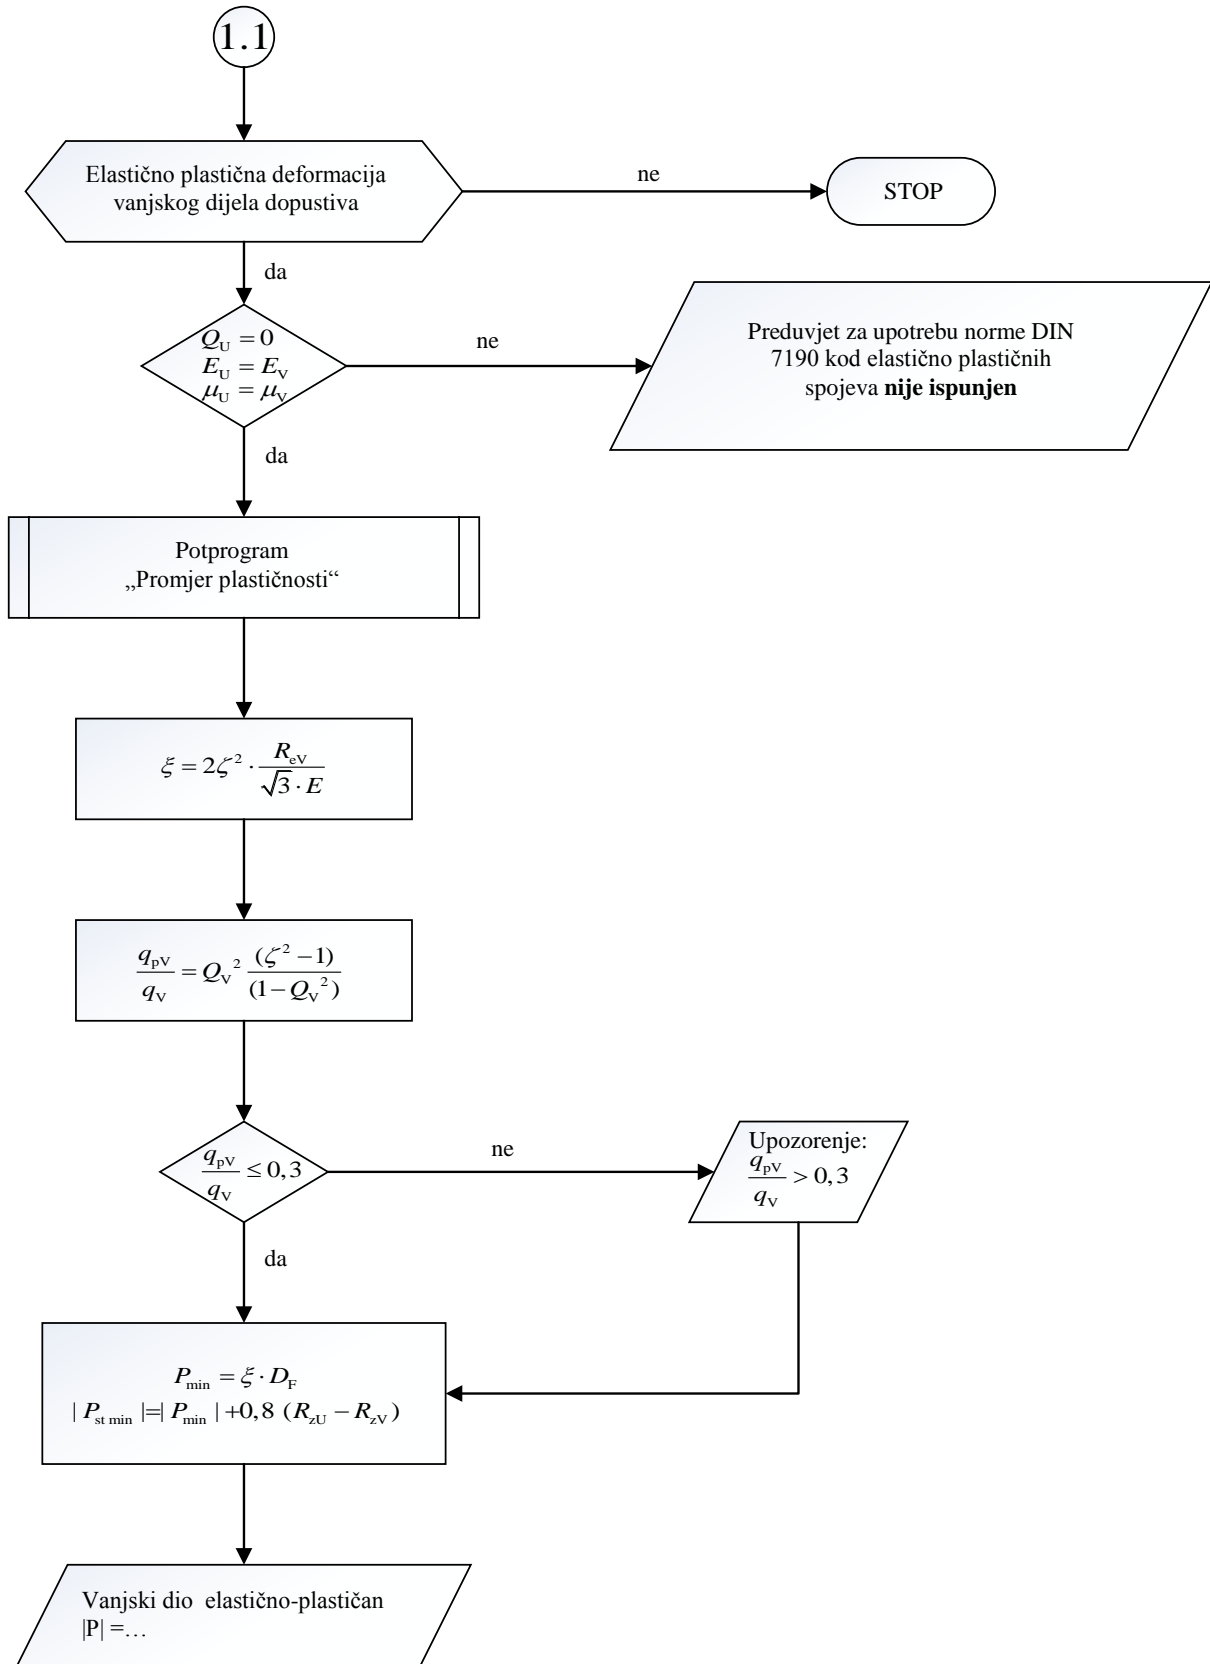 1.1
Elastično plastična deformacija
vanjskog dijela dopustiva
ne
STOP
da
Q_U = 0
E_U = E_V
μ_U = μ_V
ne
Preduvjet za upotrebu norme DIN
7190 kod elastično plastičnih
spojeva nije ispunjen
da
Potprogram
„Promjer plastičnosti“
ξ = 2ζ² · R_eV / (√3 · E)
q_pV / q_V = Q_V² (ζ² − 1) / (1 − Q_V²)
q_pV / q_V ≤ 0,3
ne
Upozorenje:
q_pV / q_V > 0,3
da
P_min = ξ · D_F
| P_st min |=| P_min | +0,8 (R_zU − R_zV)
Vanjski dio elastično-plastičan
|P| =…